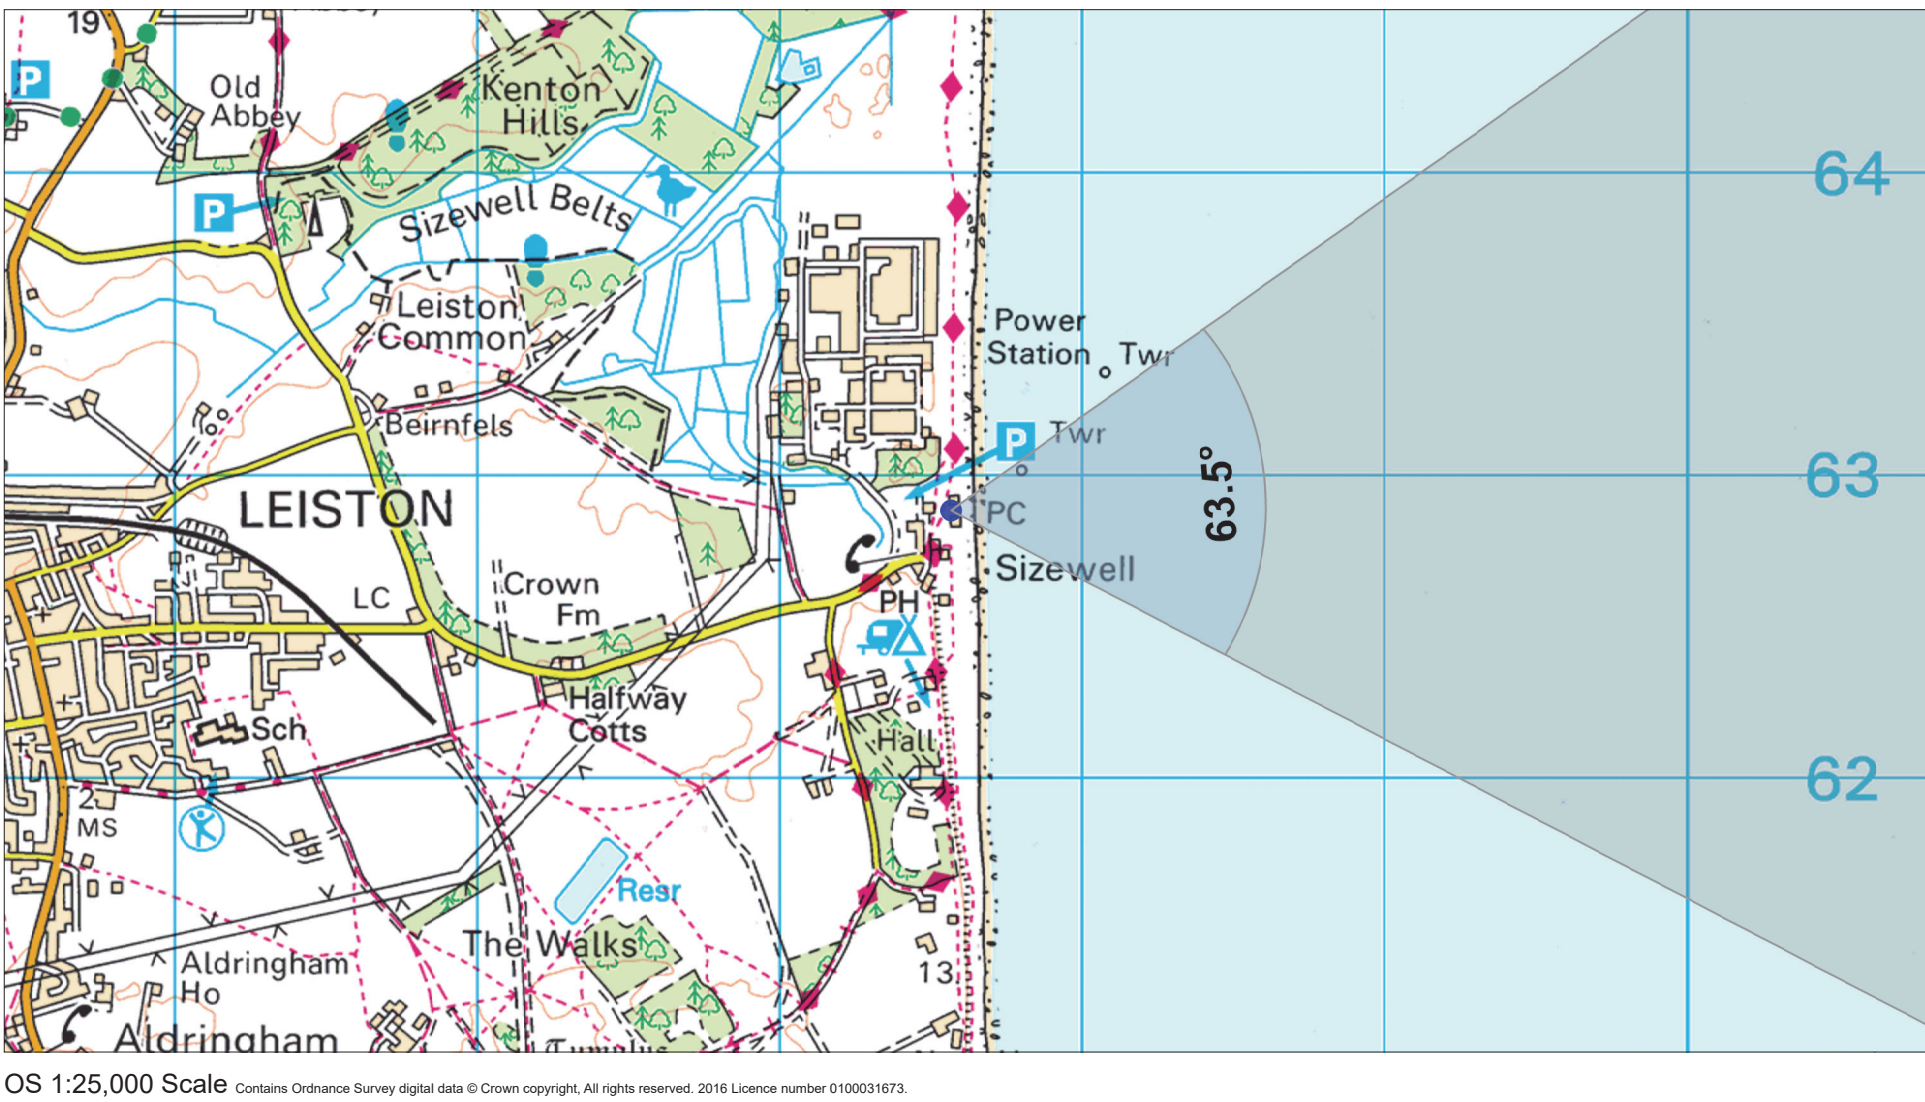 19
P
Old
Abbey
Kenton
Hills
64
P
Sizewell Belts
Leiston
Common
Power
Station
Twr
Beirnfels
P
Twr
63
LEISTON
63.5°
PC
Sizewell
LC
Crown
Fm
PH
Halfway
Cotts
Sch
Hall
62
2
MS
Resr
The Walks
Aldringham
Ho
13
Aldringham
Tumulus
OS 1:25,000 Scale Contains Ordnance Survey digital data © Crown copyright, All rights reserved. 2016 Licence number 0100031673.